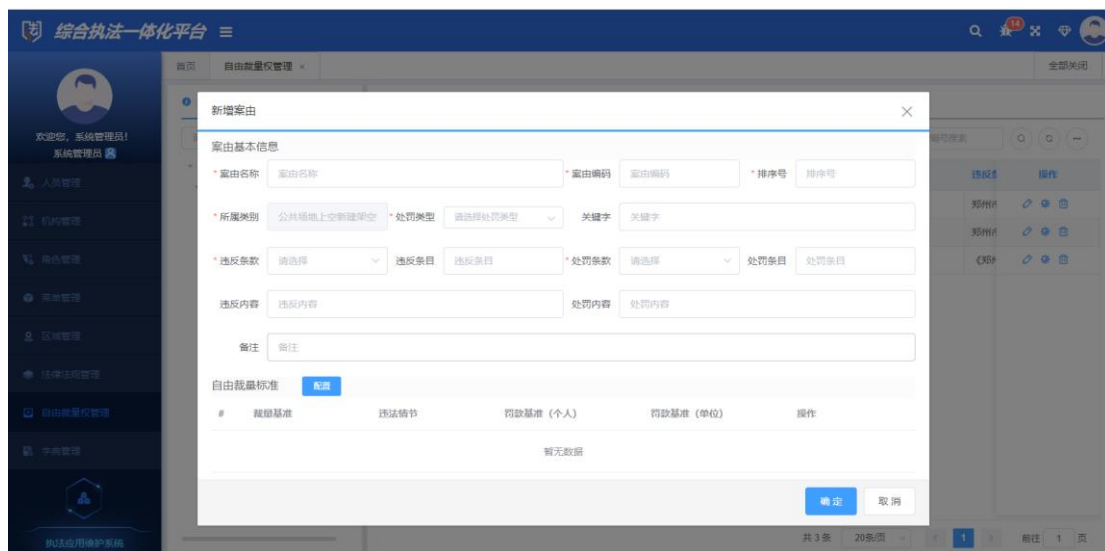 综合执法一体化平台
14
首页 自由裁量权管理 × 全部关闭
欢迎您，系统管理员！
系统管理员
人员管理
机构管理
角色管理
菜单管理
区域管理
法律法规管理
自由裁量权管理
字典管理
执法应用维护系统
新增案由
案由基本信息
* 案由名称 案由名称 * 案由编码 案由编码 * 排序号 排序号
* 所属类别 公共场地上空新建架空 * 处罚类型 请选择处罚类型 关键字 关键字
* 违反条款 请选择 违反条目 违反条目 * 处罚条款 请选择 处罚条目 处罚条目
违反内容 违反内容 处罚内容 处罚内容
备注 备注
自由裁量标准 配置
# 裁量基准 违法情节 罚款基准（个人） 罚款基准（单位） 操作
暂无数据
确定 取消
编号搜索
违反 操作
郑州
郑州
《郑
共 3 条 20条/页 1 前往 1 页